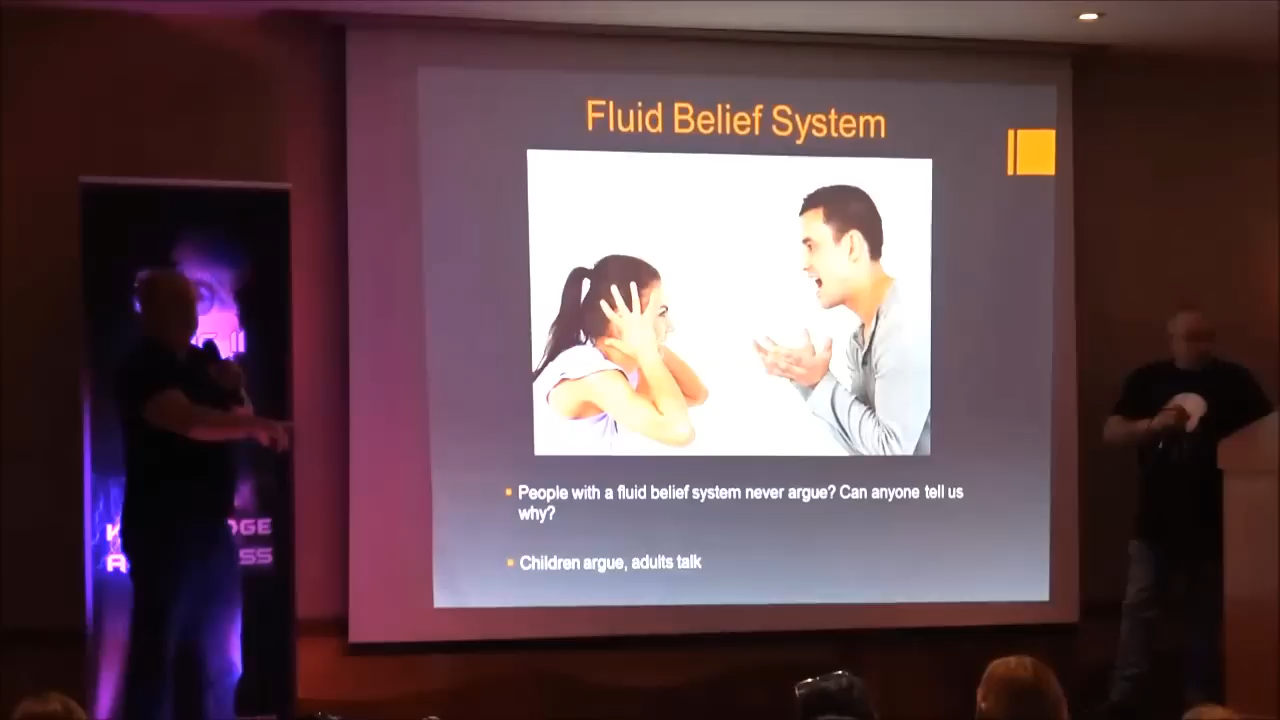 Fluid Belief System
People with a fluid belief system never argue? Can anyone tell us
why?
Children argue, adults talk